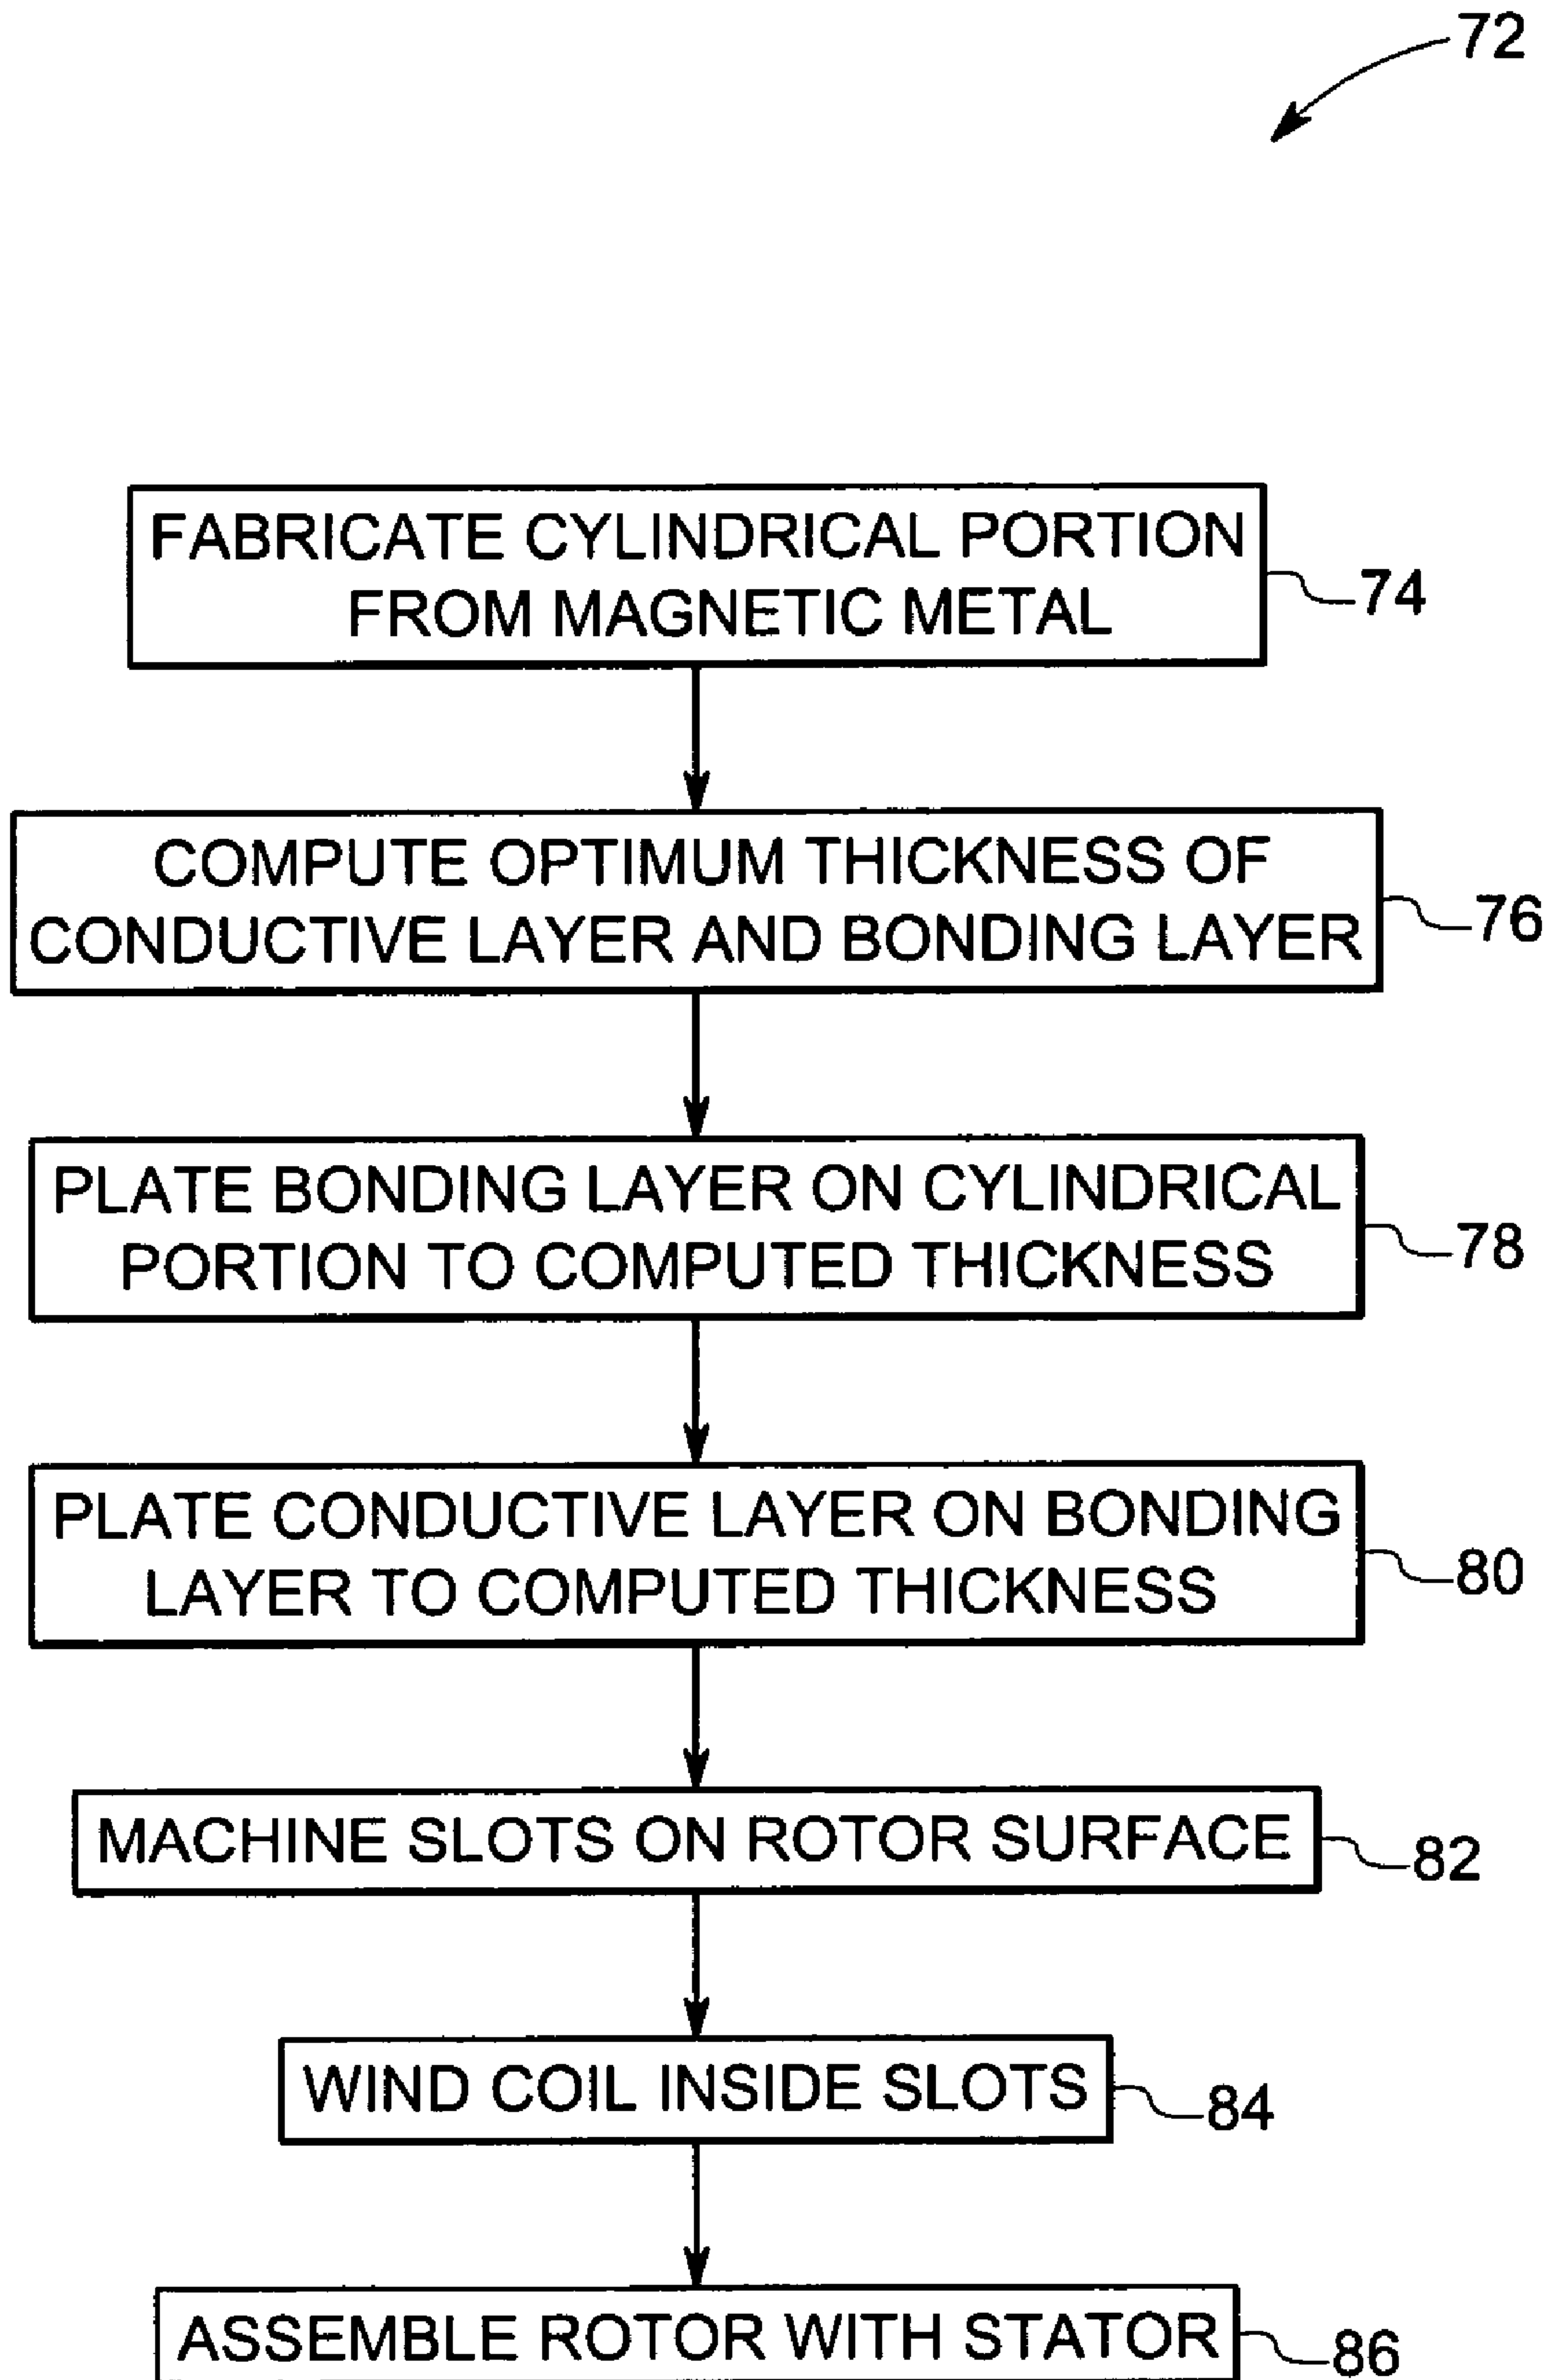 72
FABRICATE CYLINDRICAL PORTION
FROM MAGNETIC METAL
74
COMPUTE OPTIMUM THICKNESS OF
CONDUCTIVE LAYER AND BONDING LAYER
76
PLATE BONDING LAYER ON CYLINDRICAL
PORTION TO COMPUTED THICKNESS
78
PLATE CONDUCTIVE LAYER ON BONDING
LAYER TO COMPUTED THICKNESS
80
MACHINE SLOTS ON ROTOR SURFACE
82
WIND COIL INSIDE SLOTS
84
ASSEMBLE ROTOR WITH STATOR
86